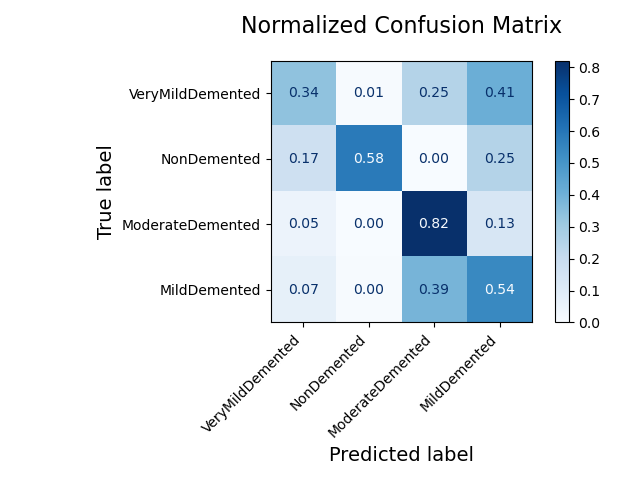 Normalized Confusion Matrix
True label
VeryMildDemented 0.34 0.01 0.25 0.41
NonDemented 0.17 0.58 0.00 0.25
ModerateDemented 0.05 0.00 0.82 0.13
MildDemented 0.07 0.00 0.39 0.54
VeryMildDemented NonDemented ModerateDemented MildDemented
Predicted label
0.8
0.7
0.6
0.5
0.4
0.3
0.2
0.1
0.0